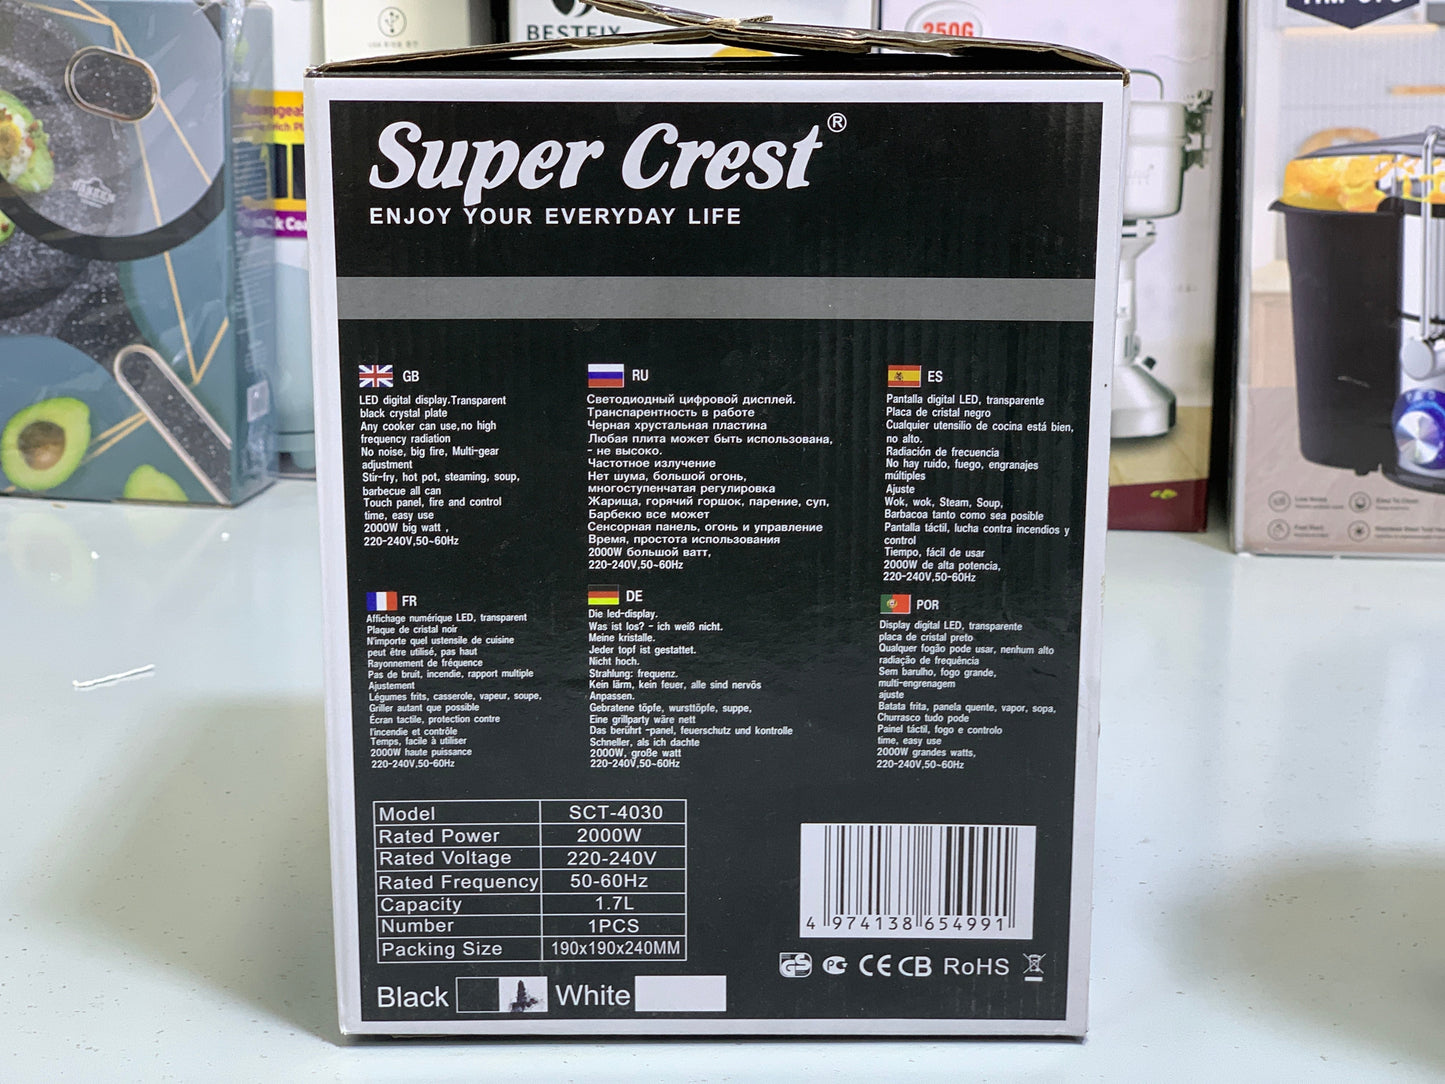 BESTFIX
250G
Super Crest®
ENJOY YOUR EVERYDAY LIFE
GB
LED digital display.Transparent
black crystal plate
Any cooker can use,no high
frequency radiation
No noise, big fire, Multi-gear
adjustment
Stir-fry, hot pot, steaming, soup,
barbecue all can
Touch panel, fire and control
time, easy use
2000W big watt ,
220-240V,50~60Hz
RU
Светодиодный цифровой дисплей.
Транспарентность в работе
Черная хрустальная пластина
Любая плита может быть использована,
- не высоко.
Частотное излучение
Нет шума, большой огонь,
многоступенчатая регулировка
Жарища, горячий горшок, парение, суп,
Барбекю все может
Сенсорная панель, огонь и управление
Время, простота использования
2000W большой ватт,
220-240V,50~60Hz
ES
Pantalla digital LED, transparente
Placa de cristal negro
Cualquier utensilio de cocina está bien,
no alto.
Radiación de frecuencia
No hay ruido, fuego, engranajes
múltiples
Ajuste
Wok, wok, Steam, Soup,
Barbacoa tanto como sea posible
Pantalla táctil, lucha contra incendios y
control
Tiempo, fácil de usar
2000W de alta potencia,
220-240V,50-60Hz
FR
Affichage numérique LED, transparent
Plaque de cristal noir
N'importe quel ustensile de cuisine
peut être utilisé, pas haut
Rayonnement de fréquence
Pas de bruit, incendie, rapport multiple
Ajustement
Légumes frits, casserole, vapeur, soupe,
Griller autant que possible
Écran tactile, protection contre
l'incendie et contrôle
Temps, facile à utiliser
2000W haute puissance
220-240V,50-60Hz
DE
Die led-display.
Was ist los? - ich weiß nicht.
Meine kristalle.
Jeder topf ist gestattet.
Nicht hoch.
Strahlung: frequenz.
Kein lärm, kein feuer, alle sind nervös
Anpassen.
Gebratene töpfe, wursttöpfe, suppe,
Eine grillparty wäre nett
Das berührt -panel, feuerschutz und kontrolle
Schneller, als ich dachte
2000W, große watt
220-240V,50~60Hz
POR
Display digital LED, transparente
placa de cristal preto
Qualquer fogão pode usar, nenhum alto
radiação de frequência
Sem barulho, fogo grande,
multi-engrenagem
ajuste
Batata frita, panela quente, vapor, sopa,
Churrasco tudo pode
Painel táctil, fogo e controlo
time, easy use
2000W grandes watts,
220-240V,50~60Hz
Model SCT-4030
Rated Power 2000W
Rated Voltage 220-240V
Rated Frequency 50-60Hz
Capacity 1.7L
Number 1PCS
Packing Size 190x190x240MM
Black White
4 974138 654991
GS PG CE CB RoHS